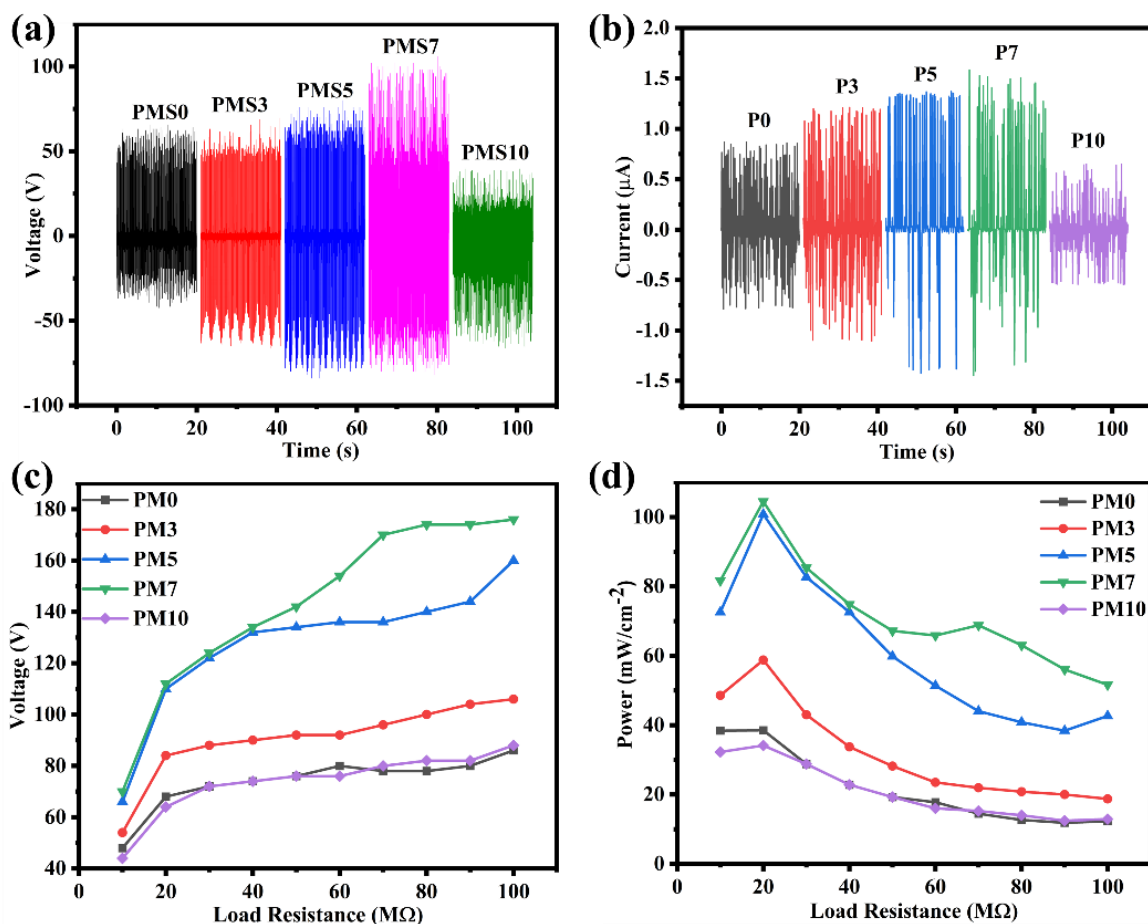 (a)
PMS0
PMS3
PMS5
PMS7
PMS10
100
50
0
-50
-100
Voltage (V)
0
20
40
60
80
100
Time (s)
(b)
P0
P3
P5
P7
P10
2.0
1.5
1.0
0.5
0.0
-0.5
-1.0
-1.5
Current (μA)
0
20
40
60
80
100
Time (s)
(c)
PM0
PM3
PM5
PM7
PM10
180
160
140
120
100
80
60
40
Voltage (V)
0
20
40
60
80
100
Load Resistance (MΩ)
(d)
PM0
PM3
PM5
PM7
PM10
100
80
60
40
20
0
Power (mW/cm⁻²)
0
20
40
60
80
100
Load Resistance (MΩ)